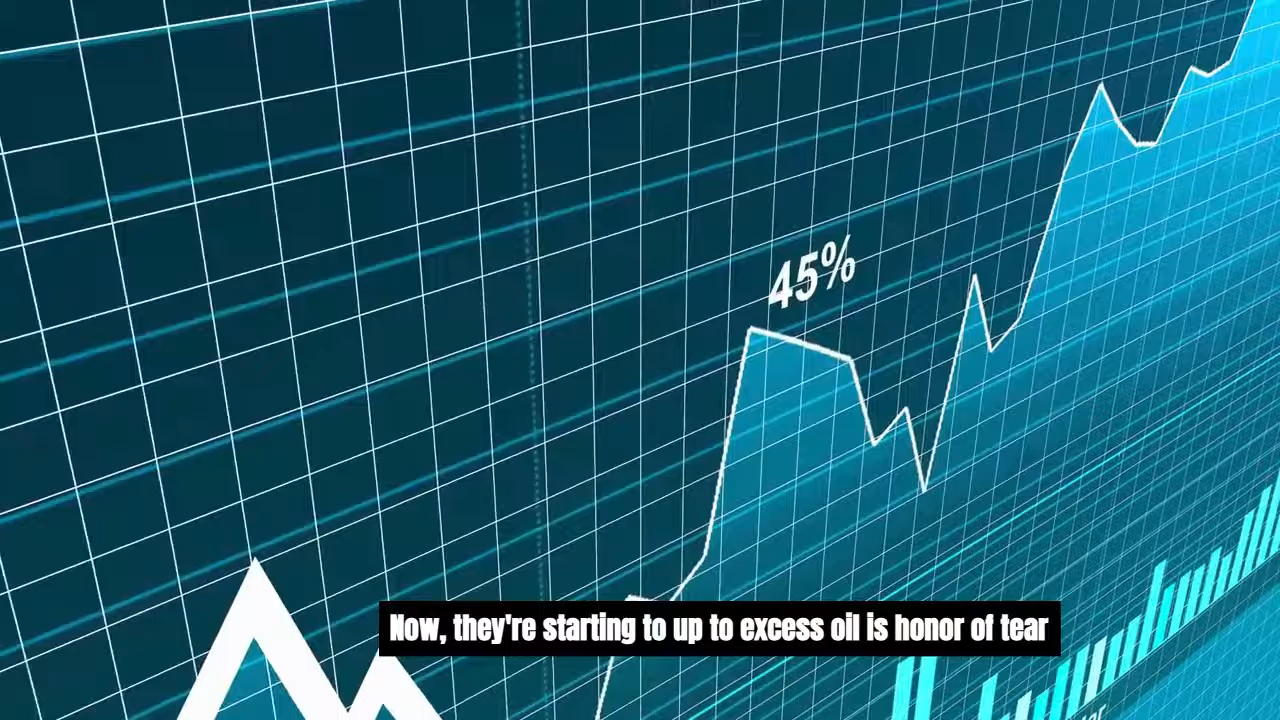 45%
Now, they're starting to up to excess oil is honor of tear